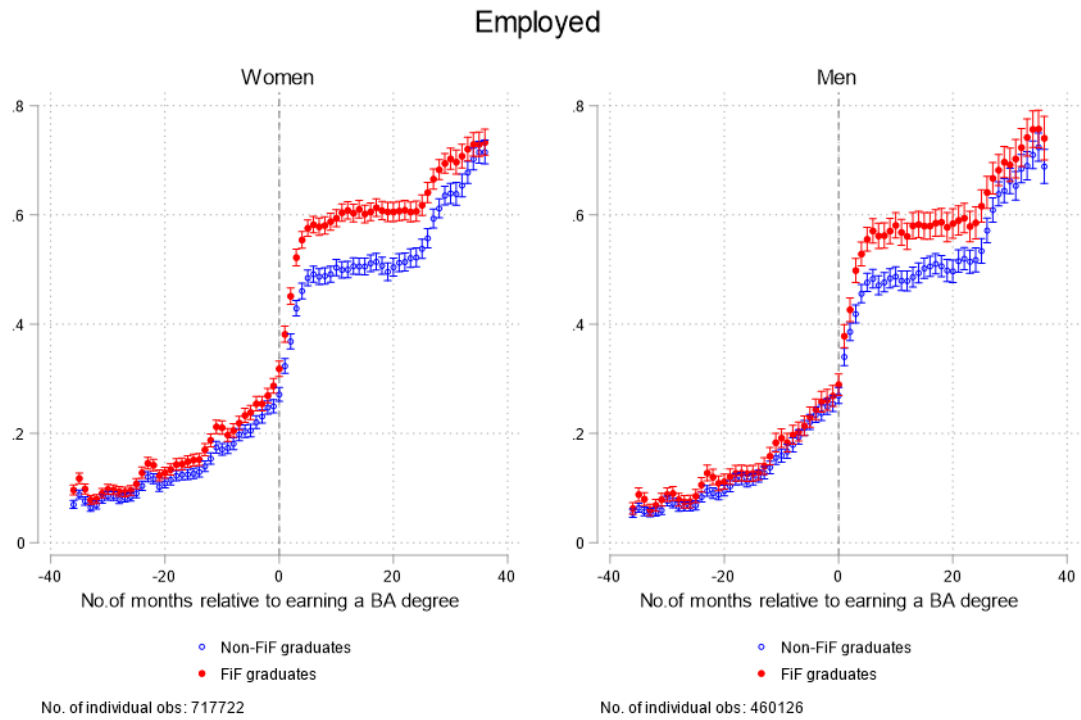 Employed
Women
.8
.6
.4
.2
0
-40
-20
0
20
40
No.of months relative to earning a BA degree
Non-FiF graduates
FiF graduates
No. of individual obs: 717722
Men
.8
.6
.4
.2
0
-40
-20
0
20
40
No.of months relative to earning a BA degree
Non-FiF graduates
FiF graduates
No. of individual obs: 460126